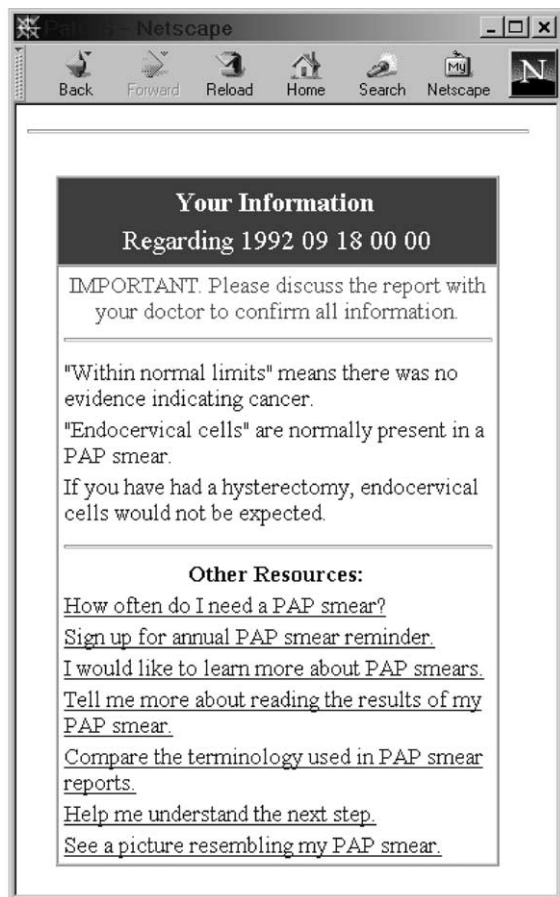 - Netscape
Back Forward Reload Home Search Netscape
My
N
Your Information
Regarding 1992 09 18 00 00
IMPORTANT. Please discuss the report with
your doctor to confirm all information.
"Within normal limits" means there was no
evidence indicating cancer.
"Endocervical cells" are normally present in a
PAP smear.
If you have had a hysterectomy, endocervical
cells would not be expected.
Other Resources:
How often do I need a PAP smear?
Sign up for annual PAP smear reminder.
I would like to learn more about PAP smears.
Tell me more about reading the results of my
PAP smear.
Compare the terminology used in PAP smear
reports.
Help me understand the next step.
See a picture resembling my PAP smear.